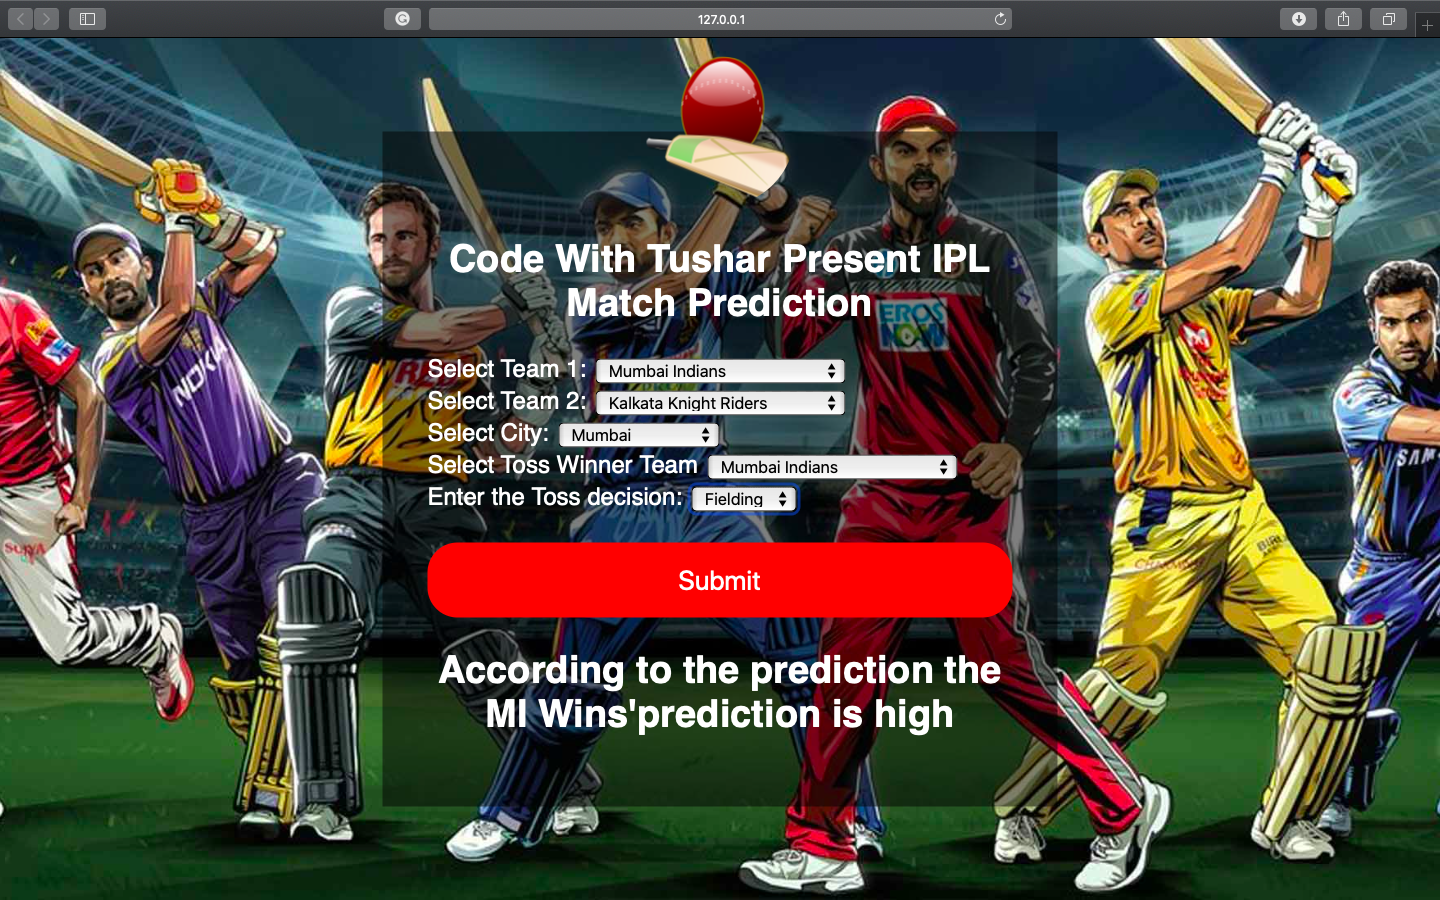 127.0.0.1
Code With Tushar Present IPL
Match Prediction
EROS
NOW
NOKIA
Select Team 1: Mumbai Indians
Select Team 2: Kalkata Knight Riders
Select City: Mumbai
Select Toss Winner Team Mumbai Indians
Enter the Toss decision: Fielding
SAM
Submit
According to the prediction the
MI Wins'prediction is high